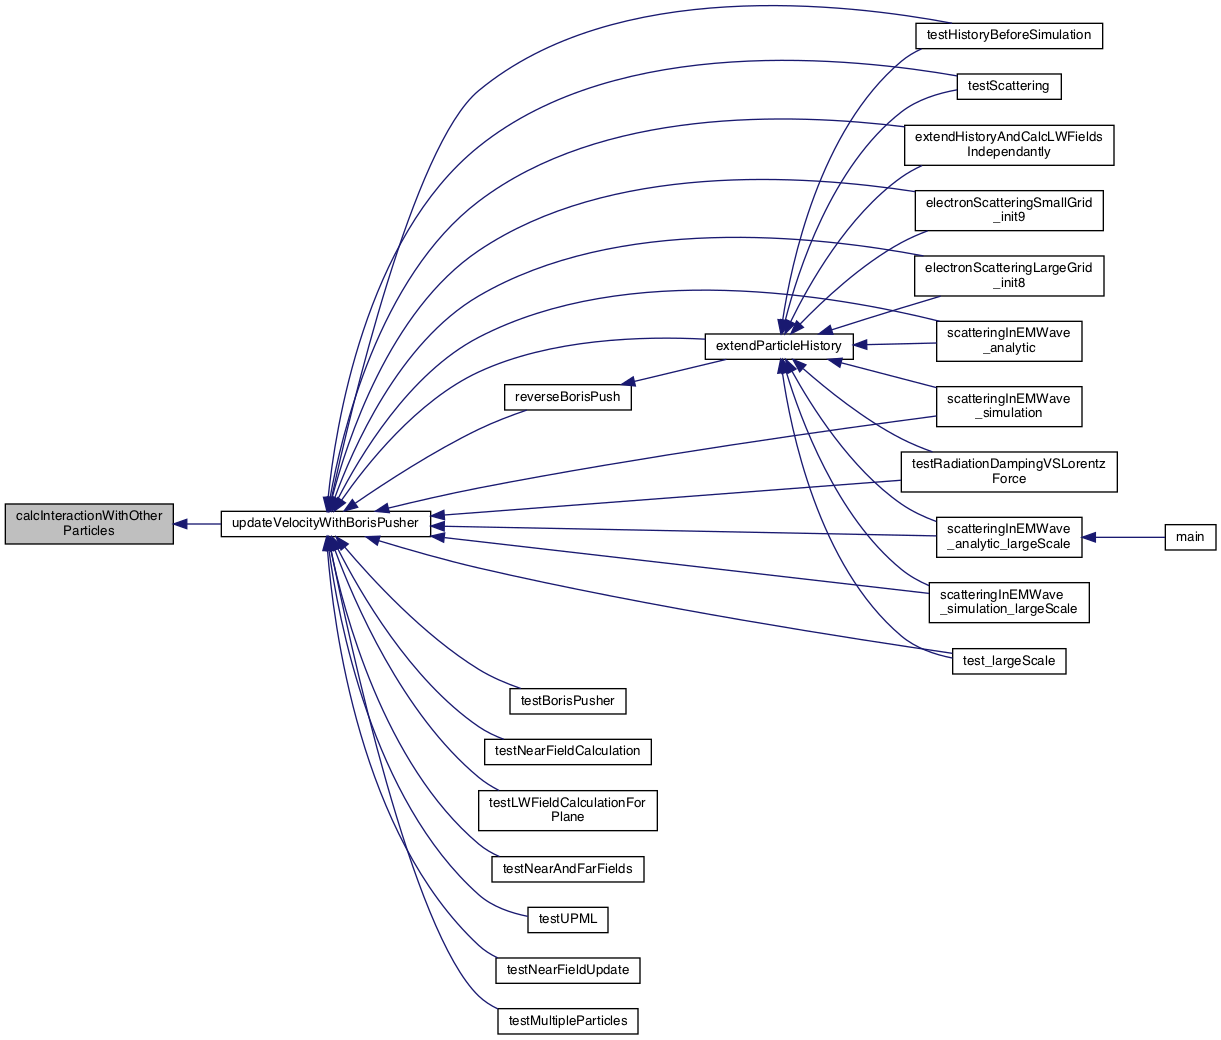 testHistoryBeforeSimulation
testScattering
extendHistoryAndCalcLWFields
Independantly
electronScatteringSmallGrid
_init9
electronScatteringLargeGrid
_init8
scatteringInEMWave
_analytic
extendParticleHistory
reverseBorisPush
scatteringInEMWave
_simulation
testRadiationDampingVSLorentz
Force
calcInteractionWithOther
Particles
updateVelocityWithBorisPusher
scatteringInEMWave
_analytic_largeScale
main
scatteringInEMWave
_simulation_largeScale
test_largeScale
testBorisPusher
testNearFieldCalculation
testLWFieldCalculationFor
Plane
testNearAndFarFields
testUPML
testNearFieldUpdate
testMultipleParticles